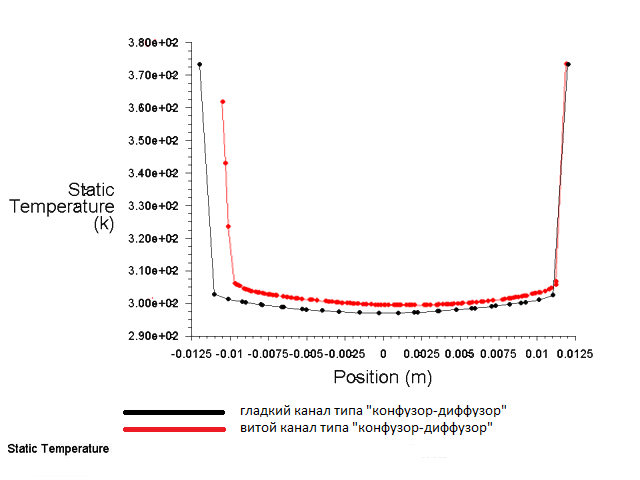 3.80e+02
3.70e+02
3.60e+02
3.50e+02
3.40e+02
3.30e+02
3.20e+02
3.10e+02
3.00e+02
2.90e+02
Static
Temperature
(k)
-0.0125 -0.01 -0.0075 -0.005 -0.0025 0 0.0025 0.005 0.0075 0.01 0.0125
Position (m)
гладкий канал типа "конфузор-диффузор"
витой канал типа "конфузор-диффузор"
Static Temperature